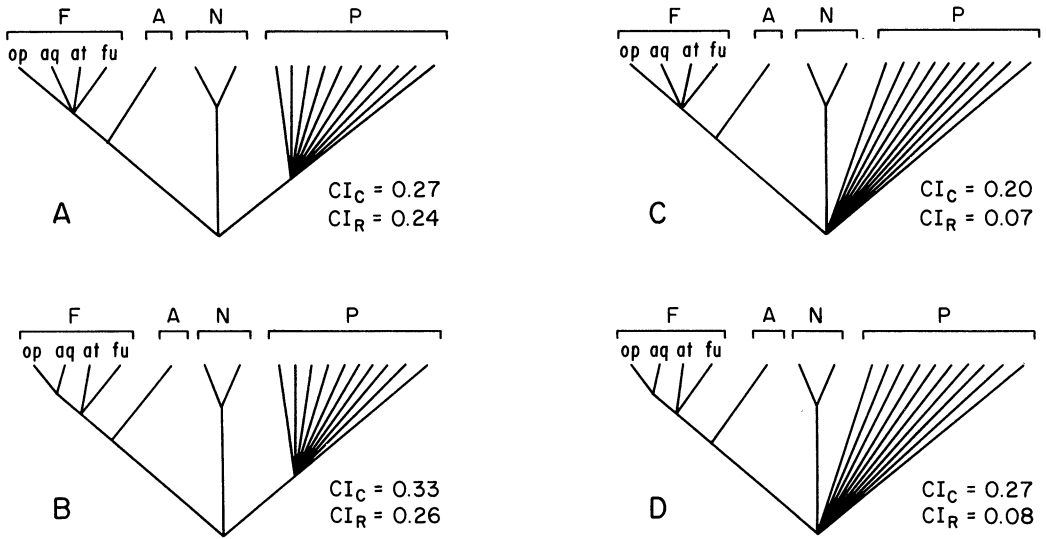 F A N P
op aq at fu
CIC = 0.27
CIR = 0.24
A
F A N P
op aq at fu
CIC = 0.20
CIR = 0.07
C
F A N P
op aq at fu
CIC = 0.33
CIR = 0.26
B
F A N P
op aq at fu
CIC = 0.27
CIR = 0.08
D